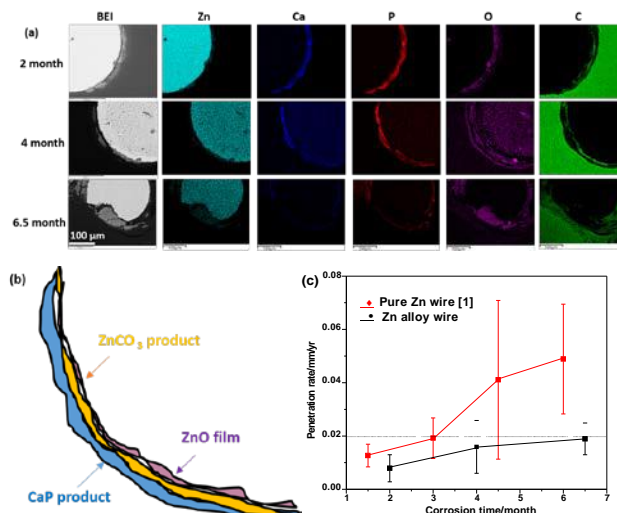 BEI Zn Ca P O C
(a)
2 month
4 month
6.5 month
100 μm
(b)
ZnCO₃ product
ZnO film
CaP product
(c)
Pure Zn wire [1]
Zn alloy wire
Penetration rate/mm/yr
0.08
0.06
0.04
0.02
0.00
1 2 3 4 5 6 7
Corrosion time/month